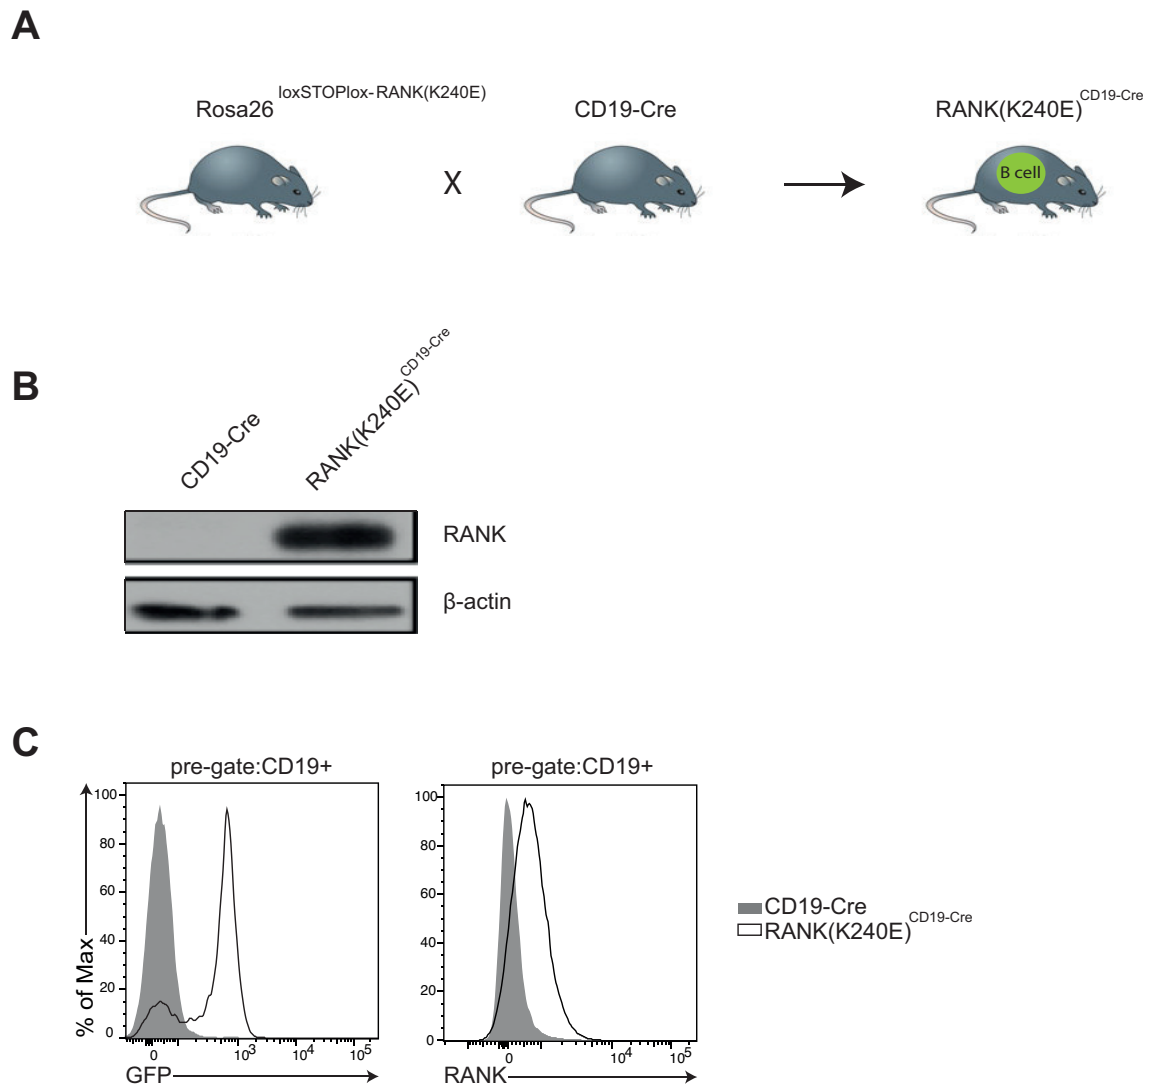 A
Rosa26 loxSTOPlox-RANK(K240E)
CD19-Cre
RANK(K240E) CD19-Cre
X
B cell
B
CD19-Cre
RANK(K240E) CD19-Cre
RANK
β-actin
C
pre-gate:CD19+
100
80
60
40
20
0
% of Max
0 10³ 10⁴ 10⁵
GFP
pre-gate:CD19+
100
80
60
40
20
0
0 10⁴ 10⁵
RANK
CD19-Cre
RANK(K240E) CD19-Cre